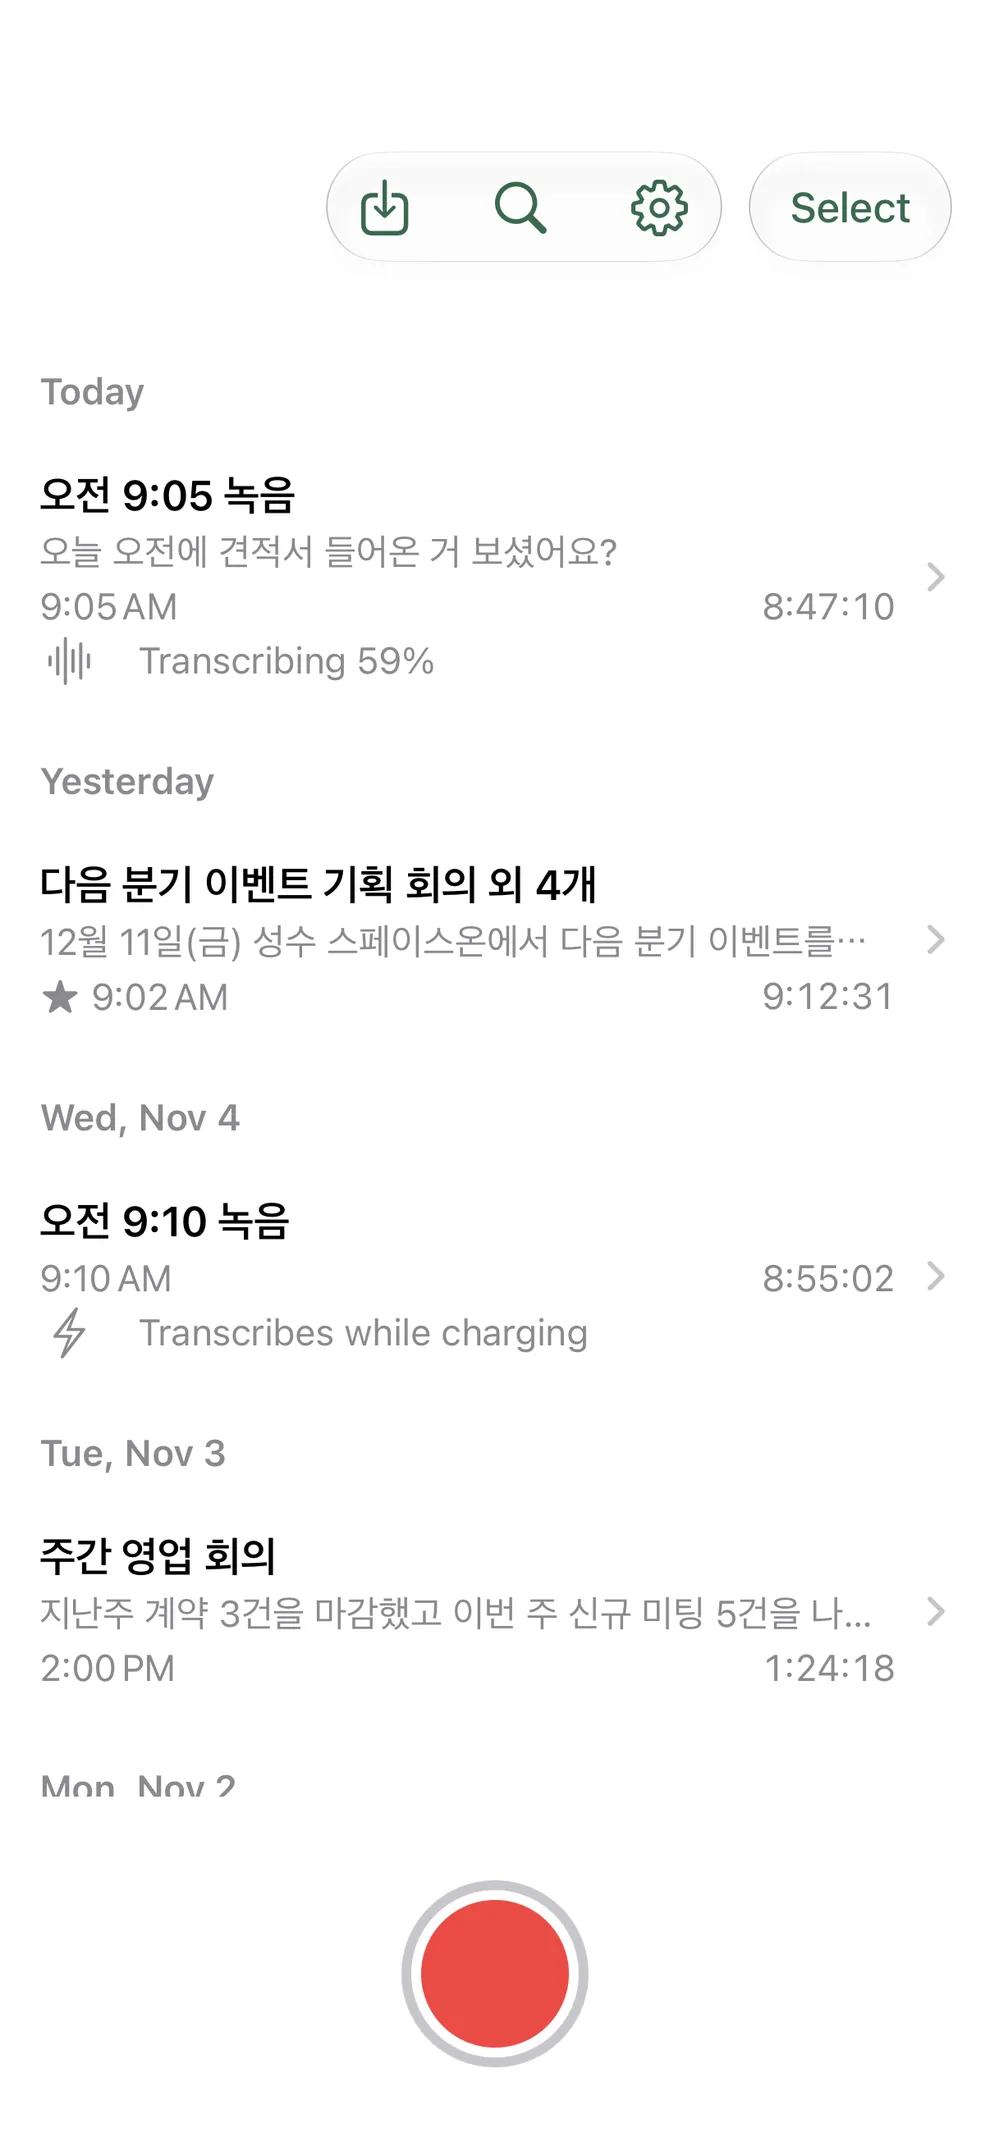 Select
Today
오전 9:05 녹음
오늘 오전에 견적서 들어온 거 보셨어요?
9:05 AM 8:47:10
Transcribing 59%
Yesterday
다음 분기 이벤트 기획 회의 외 4개
12월 11일(금) 성수 스페이스온에서 다음 분기 이벤트를…
9:02 AM 9:12:31
Wed, Nov 4
오전 9:10 녹음
9:10 AM 8:55:02
Transcribes while charging
Tue, Nov 3
주간 영업 회의
지난주 계약 3건을 마감했고 이번 주 신규 미팅 5건을 나...
2:00 PM 1:24:18
Mon, Nov 2